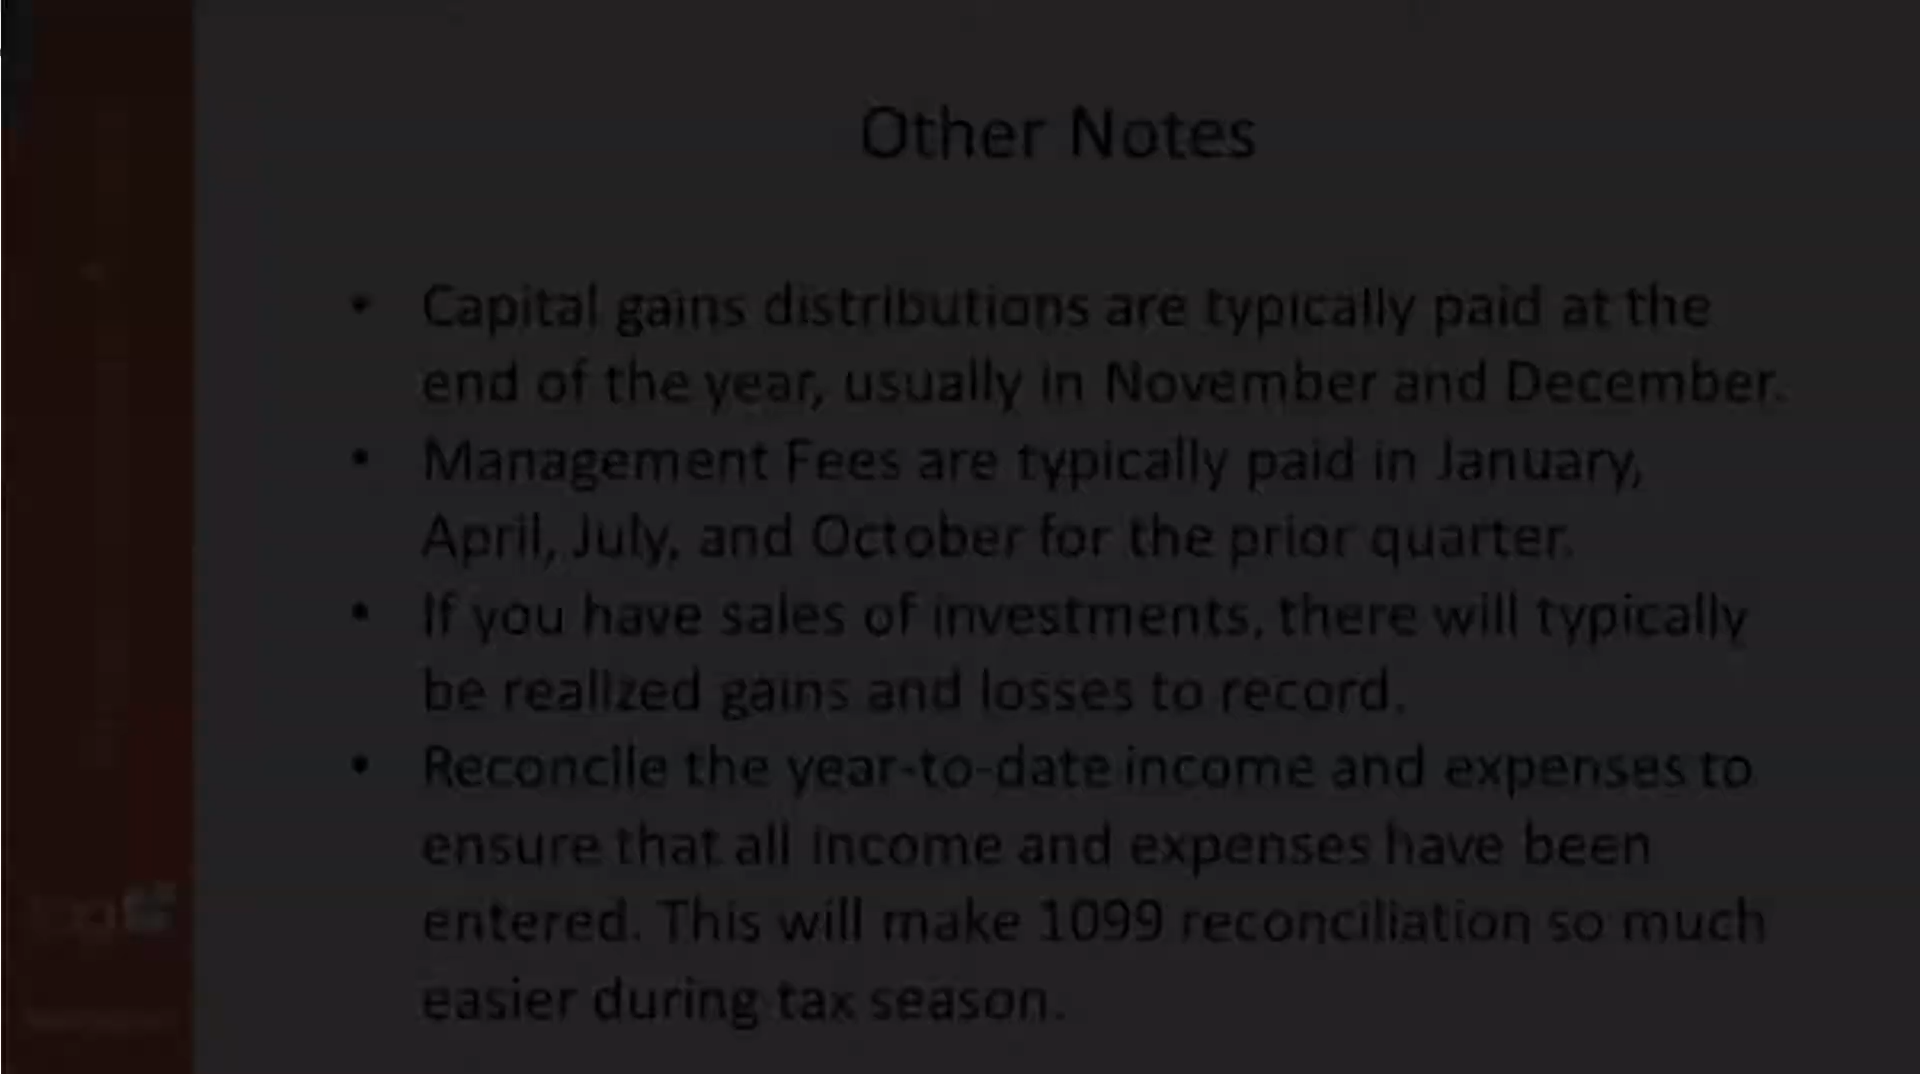 Other Notes
• Capital gains distributions are typically paid at the
end of the year, usually in November and December.
• Management Fees are typically paid in January,
April, July, and October for the prior quarter.
• If you have sales of investments, there will typically
be realized gains and losses to record.
• Reconcile the year-to-date income and expenses to
ensure that all income and expenses have been
entered. This will make 1099 reconciliation so much
easier during tax season.